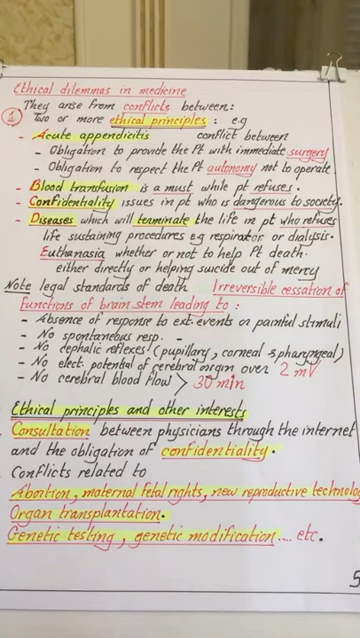 Ethical dilemmas in medicine
They arise from conflicts between:
① Two or more ethical principles : e.g
- Acute appendicitis conflict between
- Obligation to provide the Pt with immediate surgery
- Obligation to respect the Pt autonomy not to operate.
- Blood transfusion is a must while pt refuses.
- Confidentiality issues in pt who is dangerous to society.
- Diseases which will terminate the life in pt who refuses
life sustaining procedures e.g respirator or dialysis.
Euthanasia whether or not to help Pt death
either directly or helping suicide out of mercy
Note legal standards of death Irreversible cessation of
functions of brain stem leading to :
- Absence of response to ext. events or painful stimuli
- No spontaneous resp. -
- No cephalic reflexes (pupillary, corneal & pharyngeal)
- No elect. potential of cerebral origin over 2 mV
- No cerebral blood flow > 30 min
Ethical principles and other interests
Consultation between physicians through the internet
and the obligation of confidentiality.
Conflicts related to
Abortion, maternal fetal rights, new reproductive technolog
Organ transplantation.
Genetic testing, genetic modification.... etc.
5